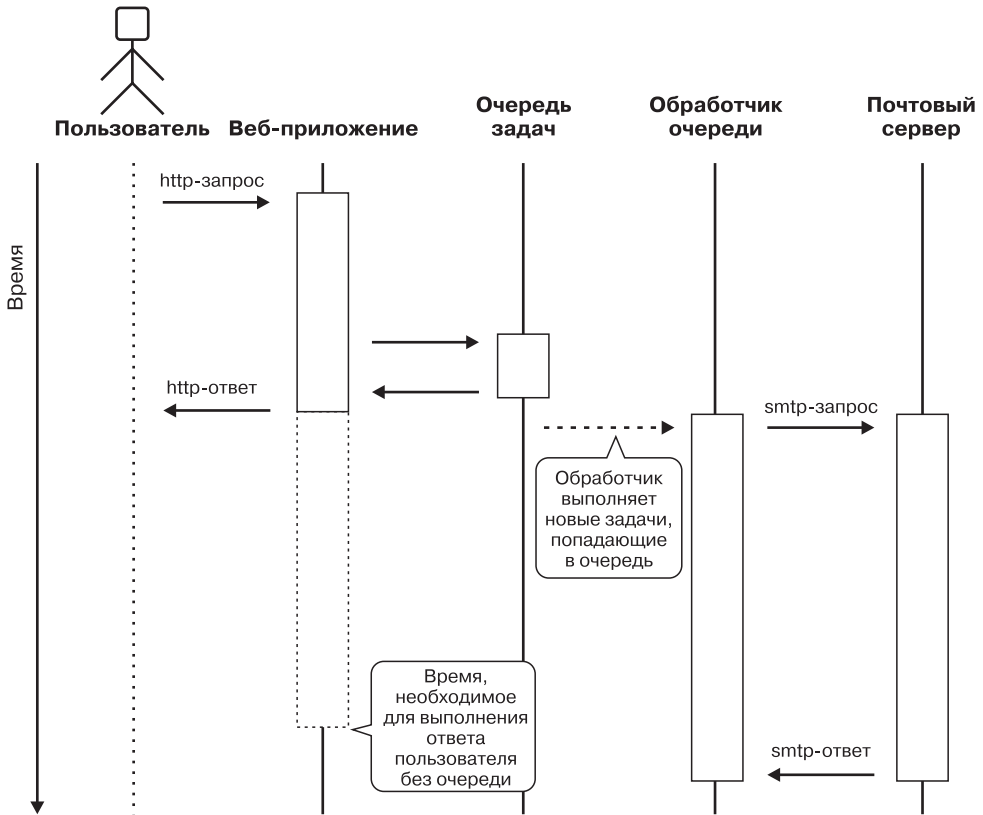 Пользователь
Веб-приложение
Очередь
задач
Обработчик
очереди
Почтовый
сервер
Время
http-запрос
http-ответ
smtp-запрос
Обработчик
выполняет
новые задачи,
попадающие
в очередь
Время,
необходимое
для выполнения
ответа
пользователя
без очереди
smtp-ответ